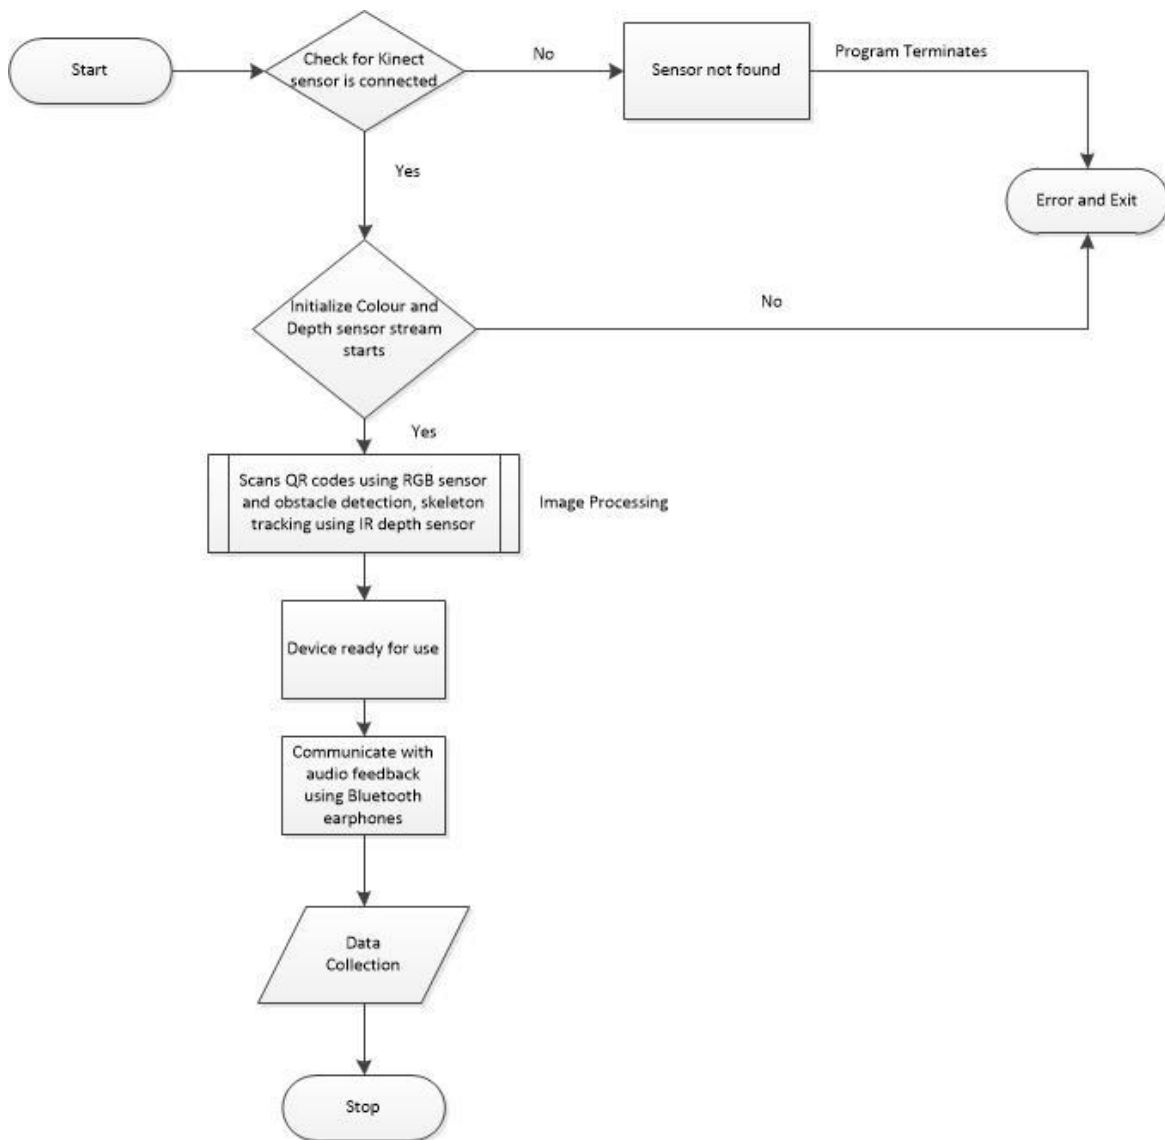 Start
Check for Kinect
sensor is connected
No
Sensor not found
Program Terminates
Error and Exit
Yes
Initialize Colour and
Depth sensor stream
starts
No
Yes
Scans QR codes using RGB sensor
and obstacle detection, skeleton
tracking using IR depth sensor
Image Processing
Device ready for use
Communicate with
audio feedback
using Bluetooth
earphones
Data
Collection
Stop